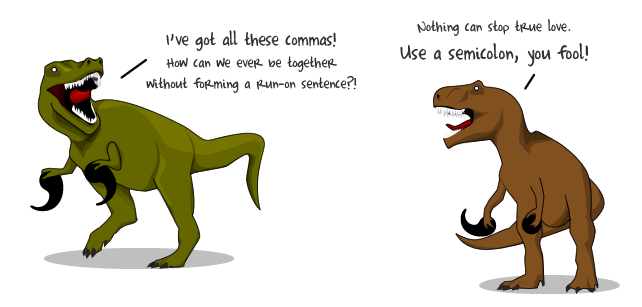 I've got all these commas!
How can we ever be together
without forming a run-on sentence?!
Nothing can stop true love.
Use a semicolon, you fool!